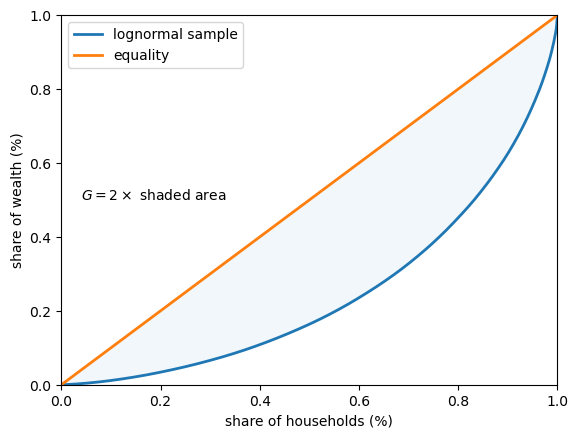 lognormal sample
equality
G = 2 × shaded area
share of wealth (%)
1.0
0.8
0.6
0.4
0.2
0.0
0.0 0.2 0.4 0.6 0.8 1.0
share of households (%)